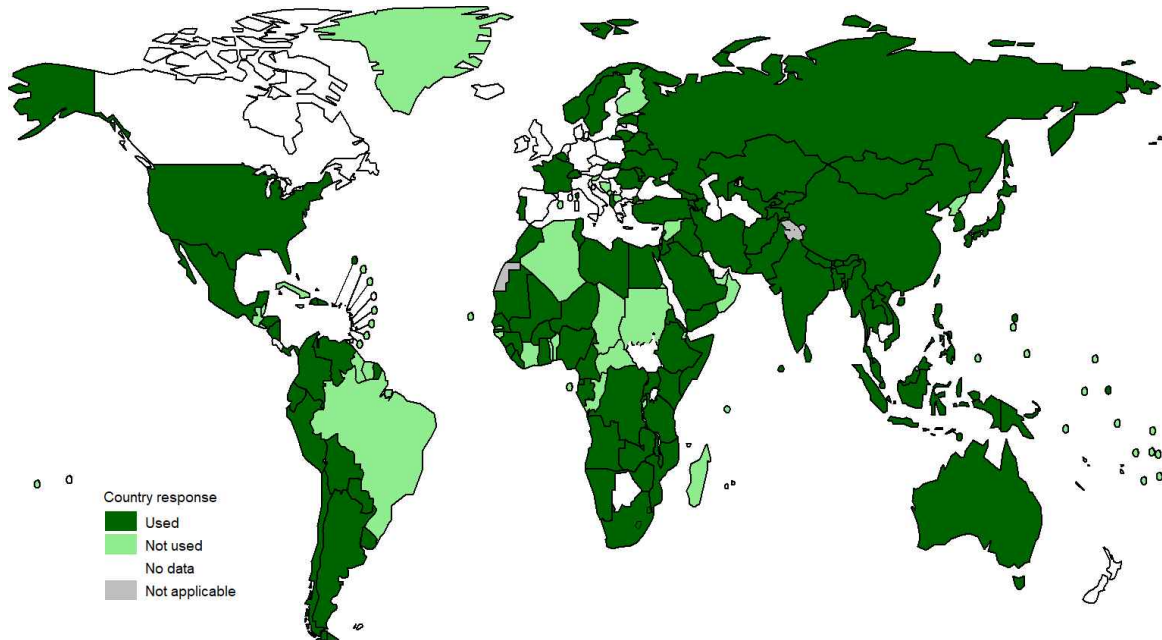 Country response
Used
Not used
No data
Not applicable